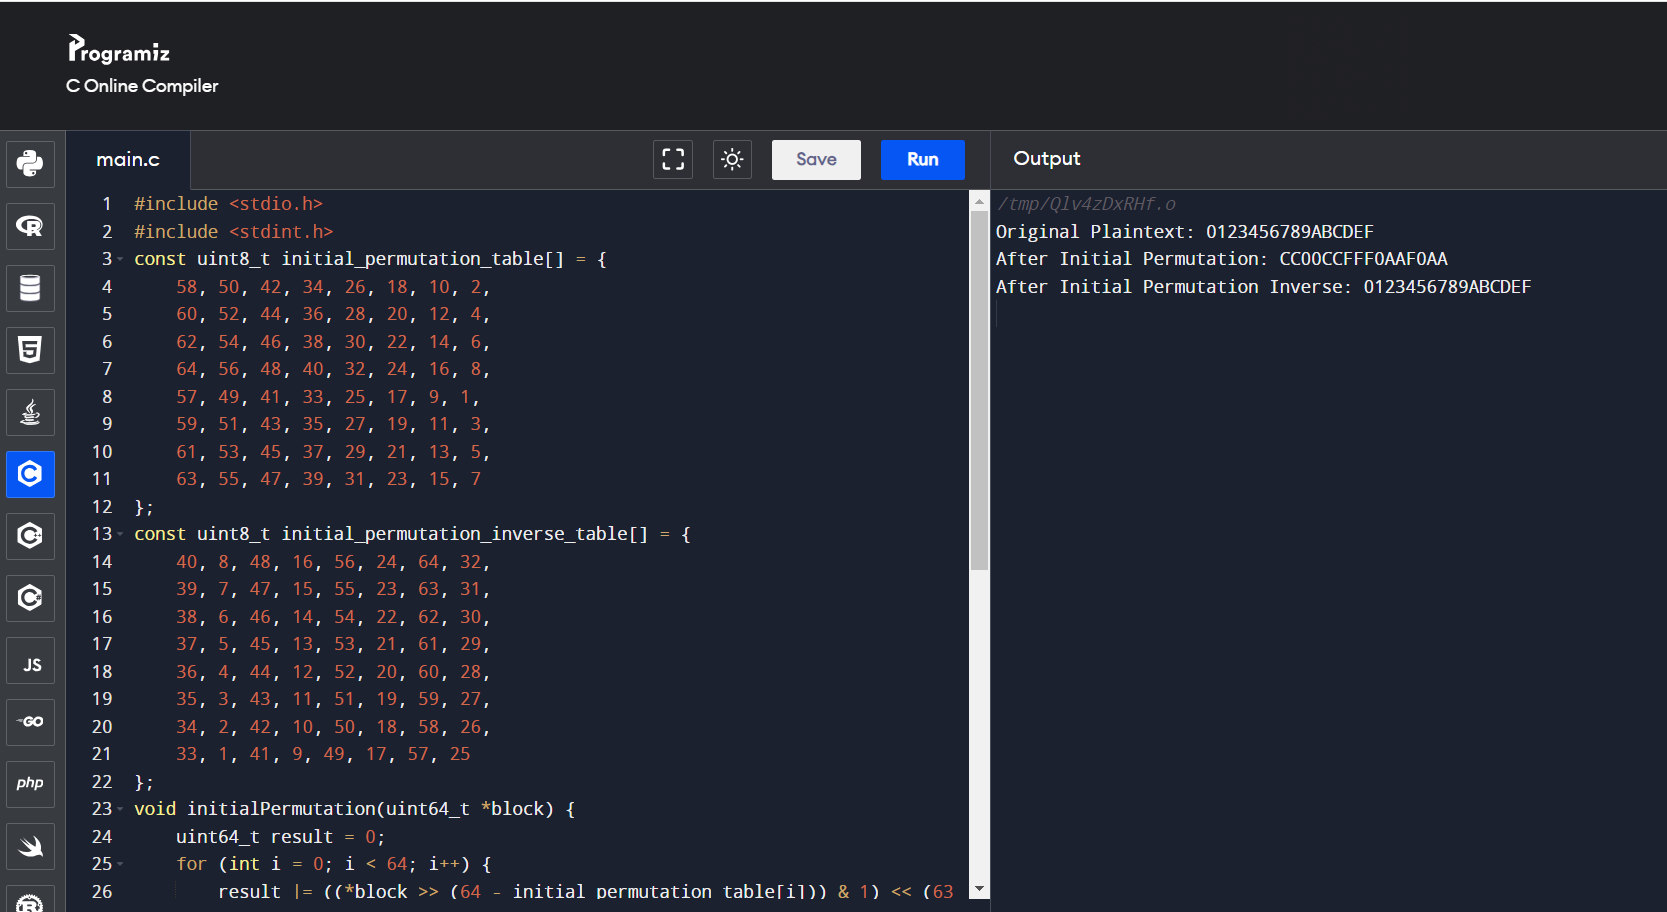 Programiz
C Online Compiler
main.c
Save
Run
Output
1 #include <stdio.h>
2 #include <stdint.h>
3 const uint8_t initial_permutation_table[] = {
4 58, 50, 42, 34, 26, 18, 10, 2,
5 60, 52, 44, 36, 28, 20, 12, 4,
6 62, 54, 46, 38, 30, 22, 14, 6,
7 64, 56, 48, 40, 32, 24, 16, 8,
8 57, 49, 41, 33, 25, 17, 9, 1,
9 59, 51, 43, 35, 27, 19, 11, 3,
10 61, 53, 45, 37, 29, 21, 13, 5,
11 63, 55, 47, 39, 31, 23, 15, 7
12 };
13 const uint8_t initial_permutation_inverse_table[] = {
14 40, 8, 48, 16, 56, 24, 64, 32,
15 39, 7, 47, 15, 55, 23, 63, 31,
16 38, 6, 46, 14, 54, 22, 62, 30,
17 37, 5, 45, 13, 53, 21, 61, 29,
18 36, 4, 44, 12, 52, 20, 60, 28,
19 35, 3, 43, 11, 51, 19, 59, 27,
20 34, 2, 42, 10, 50, 18, 58, 26,
21 33, 1, 41, 9, 49, 17, 57, 25
22 };
23 void initialPermutation(uint64_t *block) {
24 uint64_t result = 0;
25 for (int i = 0; i < 64; i++) {
26 result |= ((*block >> (64 - initial_permutation_table[i])) & 1) << (63
/tmp/Qlv4zDxRHf.o
Original Plaintext: 0123456789ABCDEF
After Initial Permutation: CC00CCFFF0AAF0AA
After Initial Permutation Inverse: 0123456789ABCDEF
R
5
C
C
C
JS
GO
php
R